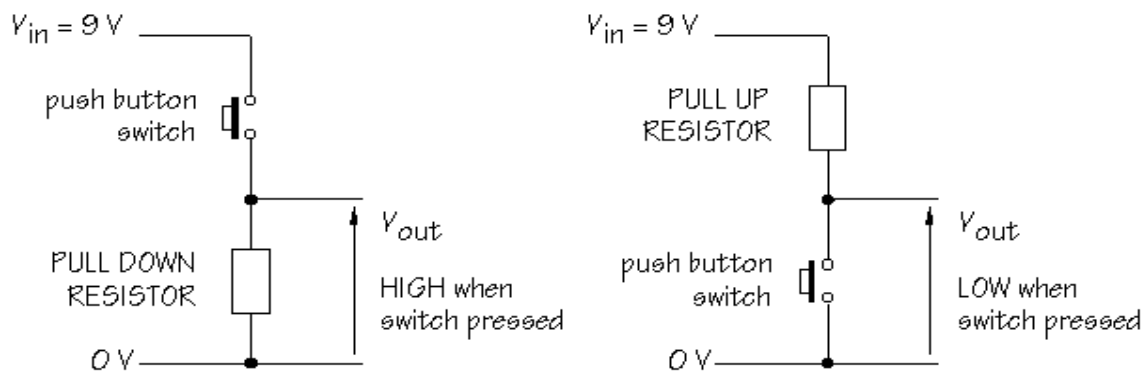 Vin = 9 V
push button
switch
Vout
PULL DOWN
RESISTOR
HIGH when
switch pressed
0 V
Vin = 9 V
PULL UP
RESISTOR
Vout
push button
switch
LOW when
switch pressed
0 V